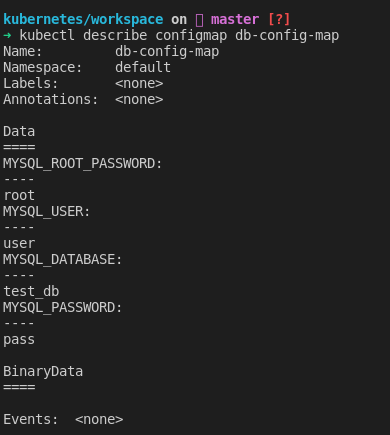 kubernetes/workspace on master [?]
➜ kubectl describe configmap db-config-map
Name:         db-config-map
Namespace:    default
Labels:       <none>
Annotations:  <none>

Data
====
MYSQL_ROOT_PASSWORD:
----
root
MYSQL_USER:
----
user
MYSQL_DATABASE:
----
test_db
MYSQL_PASSWORD:
----
pass

BinaryData
====

Events:  <none>